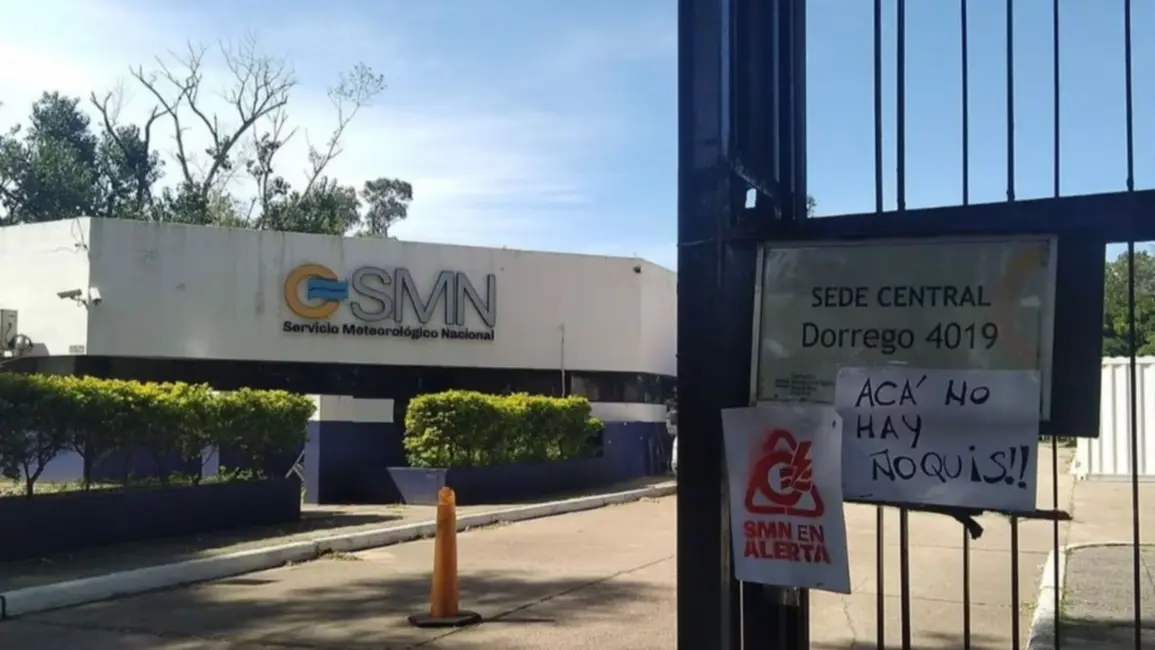 SMN
Servicio Meteorológico Nacional
SEDE CENTRAL
Dorrego 4019
ACÁ NO
HAY
ÑOQUIS!!
SMN EN
ALERTA